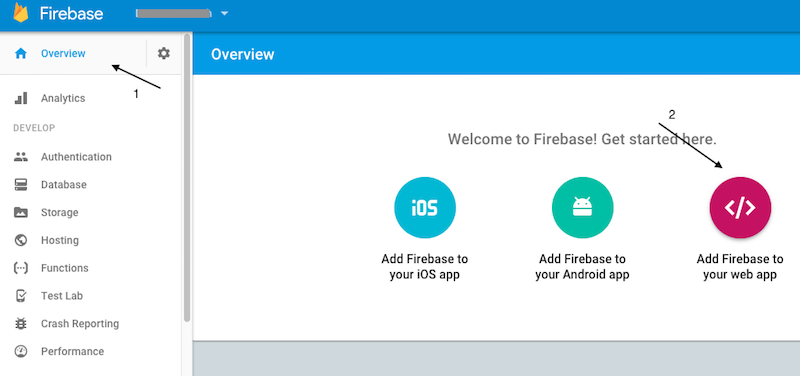 Firebase
Overview
Overview
1
Analytics
DEVELOP
Authentication
Database
Storage
Hosting
Functions
Test Lab
Crash Reporting
Performance
2
Welcome to Firebase! Get started here.
iOS
</>
Add Firebase to
your iOS app
Add Firebase to
your Android app
Add Firebase to
your web app